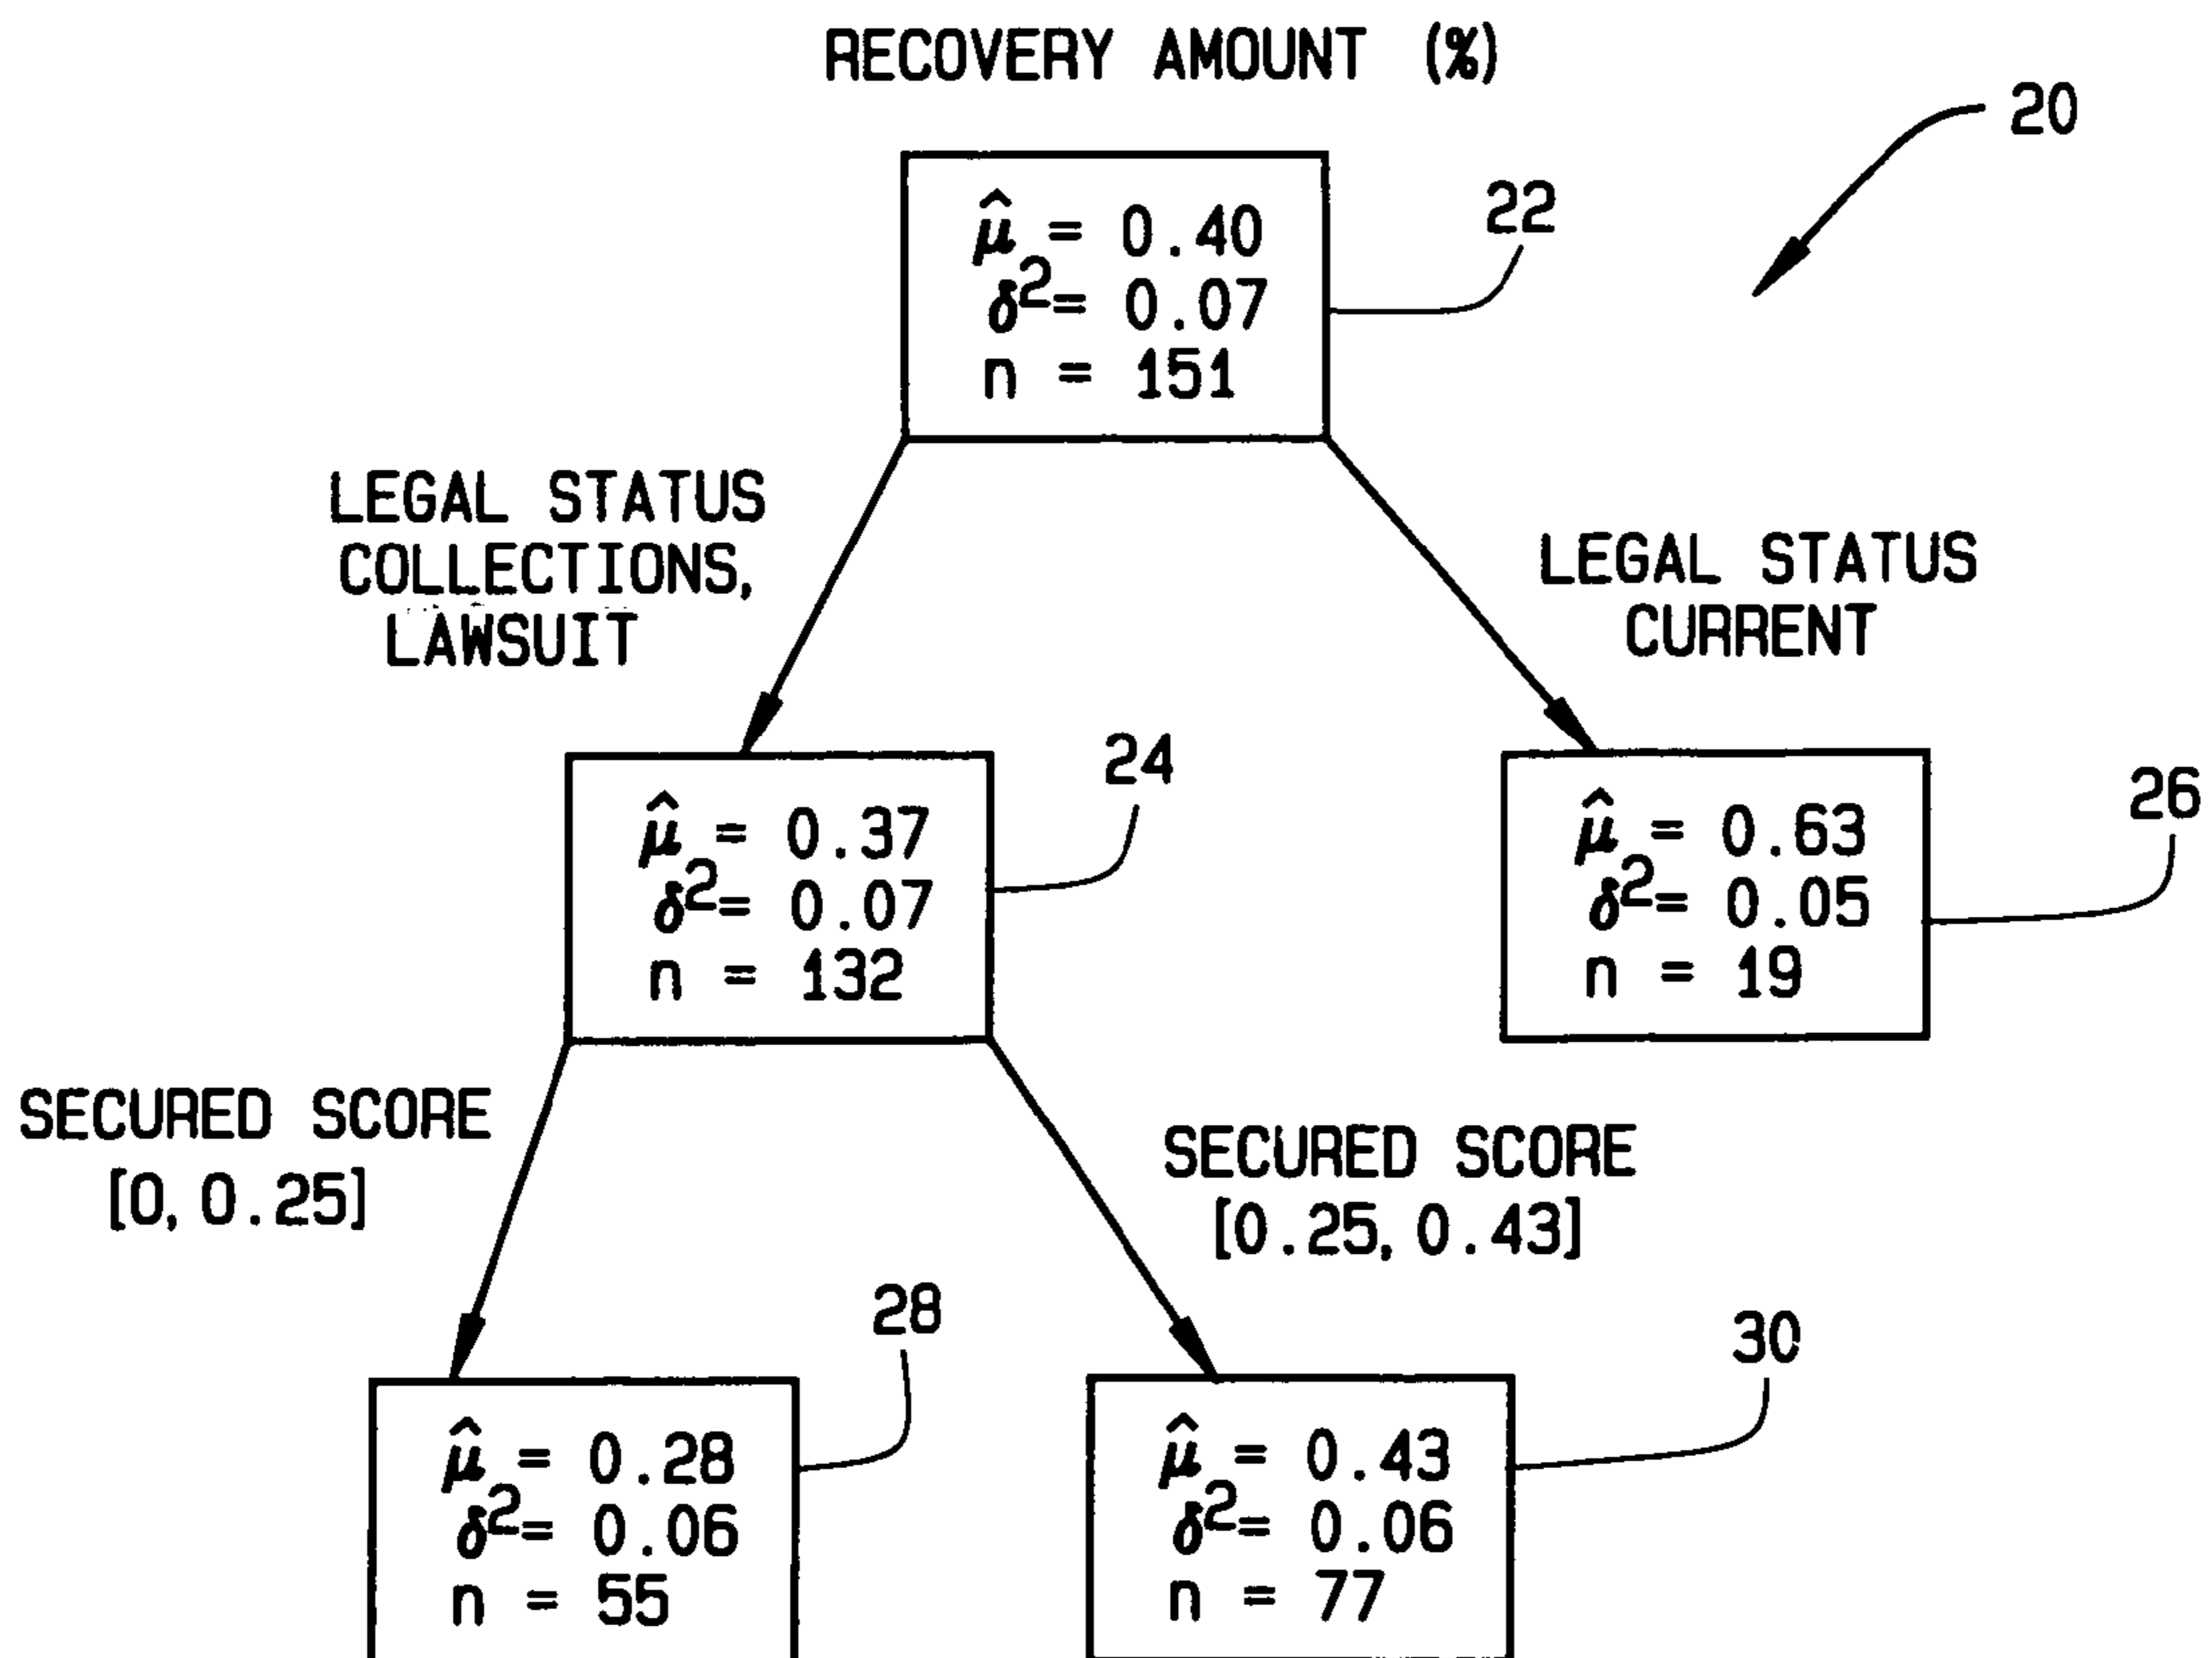 RECOVERY AMOUNT (%)
20
22
μ̂ = 0.40
δ²= 0.07
n = 151
LEGAL STATUS
COLLECTIONS,
LAWSUIT
LEGAL STATUS
CURRENT
24
μ̂ = 0.37
δ²= 0.07
n = 132
26
μ̂ = 0.63
δ²= 0.05
n = 19
SECURED SCORE
[0, 0.25]
SECURED SCORE
[0.25, 0.43]
28
μ̂ = 0.28
δ²= 0.06
n = 55
30
μ̂ = 0.43
δ²= 0.06
n = 77